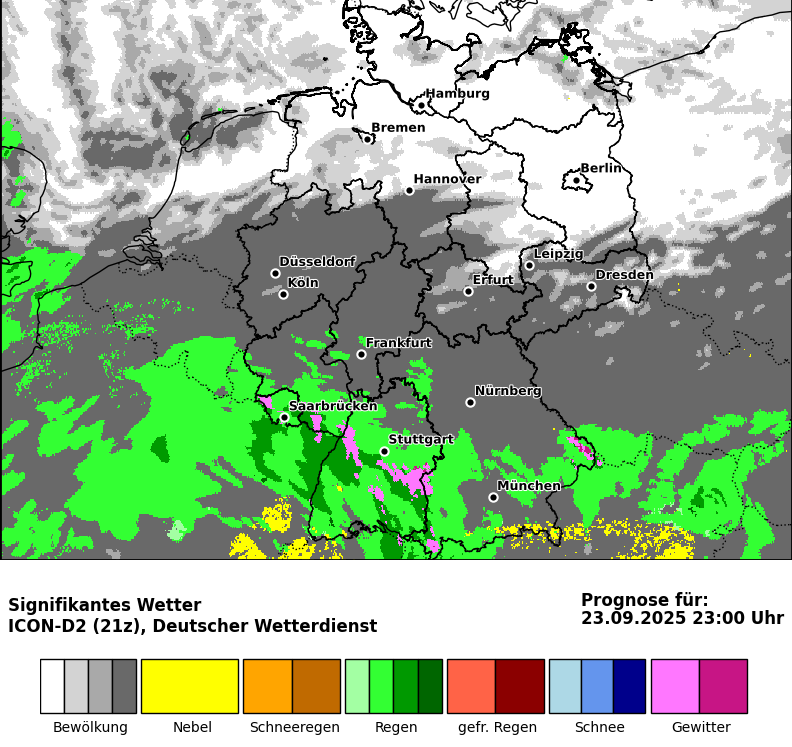 Hamburg
Bremen
Berlin
Hannover
Leipzig
Düsseldorf
Dresden
Köln
Erfurt
Frankfurt
Nürnberg
Saarbrücken
Stuttgart
München
Signifikantes Wetter
ICON-D2 (21z), Deutscher Wetterdienst
Prognose für:
23.09.2025 23:00 Uhr
Bewölkung Nebel Schneeregen Regen gefr. Regen Schnee Gewitter